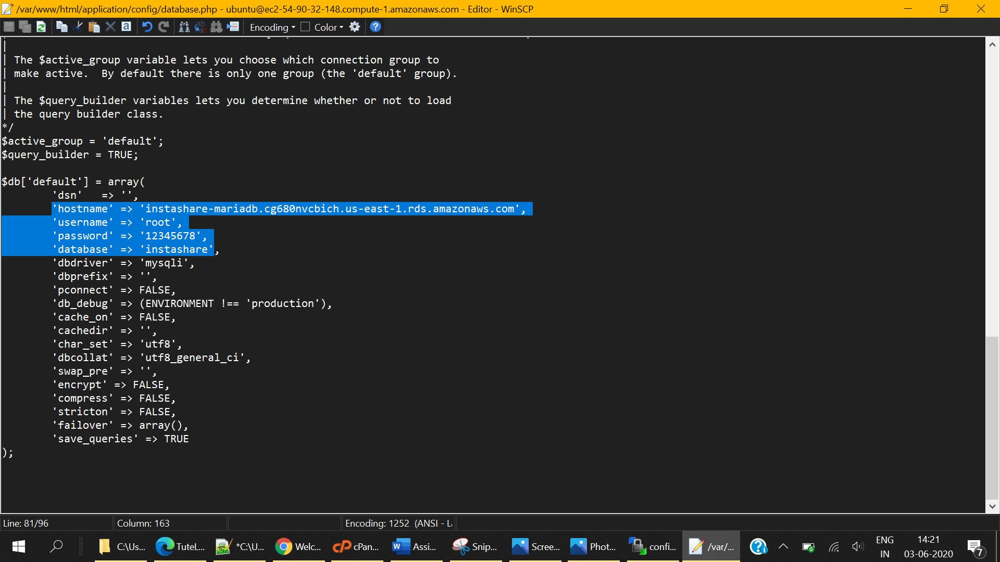 /var/www/html/application/config/database.php - ubuntu@ec2-54-90-32-148.compute-1.amazonaws.com - Editor - WinSCP
Encoding Color
|
| The $active_group variable lets you choose which connection group to
| make active.  By default there is only one group (the 'default' group).
|
| The $query_builder variables lets you determine whether or not to load
| the query builder class.
*/
$active_group = 'default';
$query_builder = TRUE;
$db['default'] = array(
'dsn'   => '',
'hostname' => 'instashare-mariadb.cg680nvcbich.us-east-1.rds.amazonaws.com',
'username' => 'root',
'password' => '12345678',
'database' => 'instashare',
'dbdriver' => 'mysqli',
'dbprefix' => '',
'pconnect' => FALSE,
'db_debug' => (ENVIRONMENT !== 'production'),
'cache_on' => FALSE,
'cachedir' => '',
'char_set' => 'utf8',
'dbcollat' => 'utf8_general_ci',
'swap_pre' => '',
'encrypt' => FALSE,
'compress' => FALSE,
'stricton' => FALSE,
'failover' => array(),
'save_queries' => TRUE
);
Line: 81/96 Column: 163 Encoding: 1252  (ANSI - L
C:\Us... TuteL... *C:\U... Welc... cPan... Assi... Snip... Scree... Phot... confi... /var/... ENG IN 14:21 03-06-2020 7